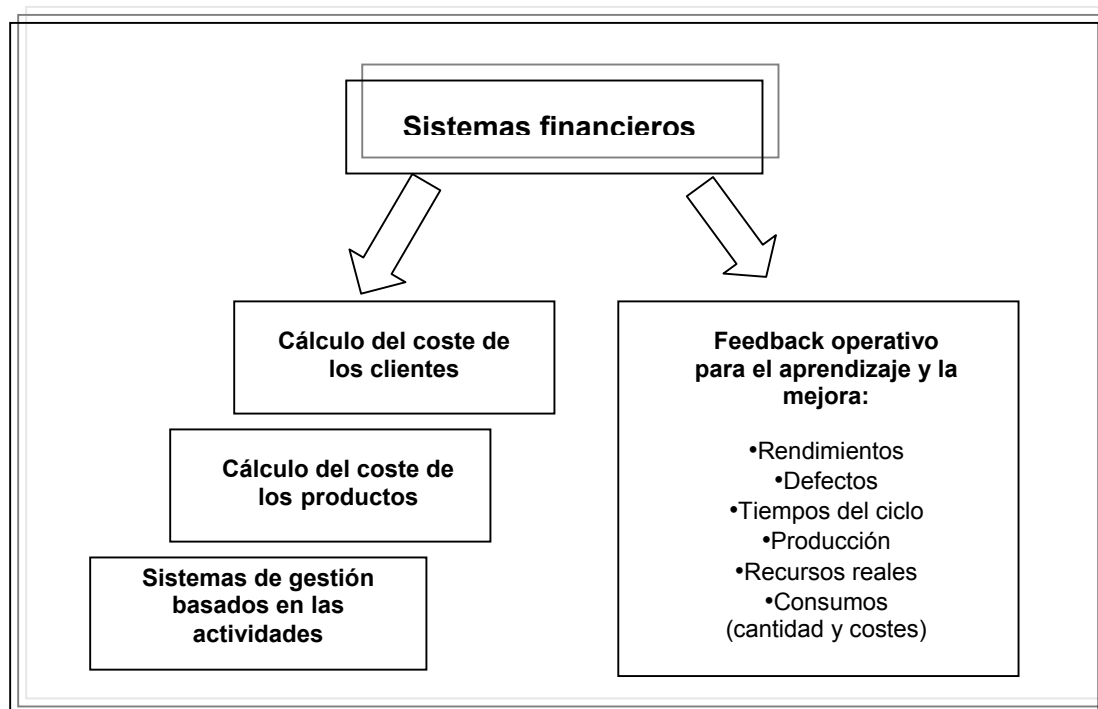 Sistemas financieros
Cálculo del coste de
los clientes
Cálculo del coste de
los productos
Sistemas de gestión
basados en las
actividades
Feedback operativo
para el aprendizaje y la
mejora:
•Rendimientos
•Defectos
•Tiempos del ciclo
•Producción
•Recursos reales
•Consumos
(cantidad y costes)